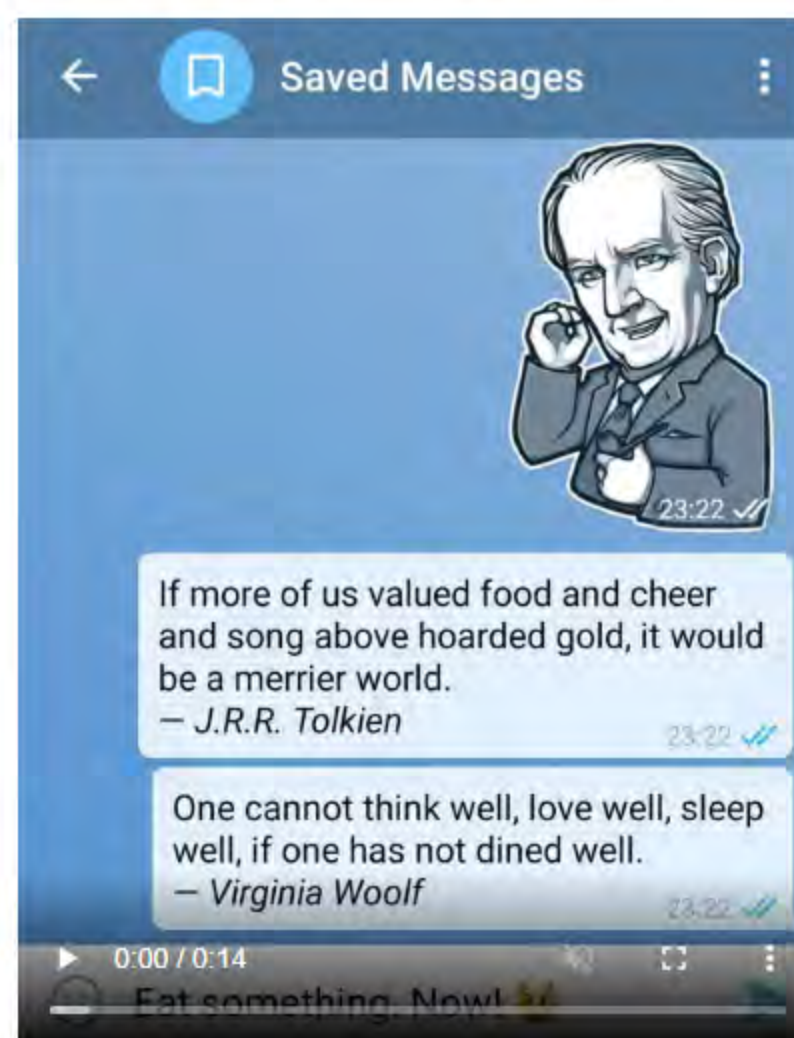 Saved Messages
23:22
If more of us valued food and cheer
and song above hoarded gold, it would
be a merrier world.
— J.R.R. Tolkien
23:22
One cannot think well, love well, sleep
well, if one has not dined well.
— Virginia Woolf
23:22
0:00 / 0:14
Eat something. Now!